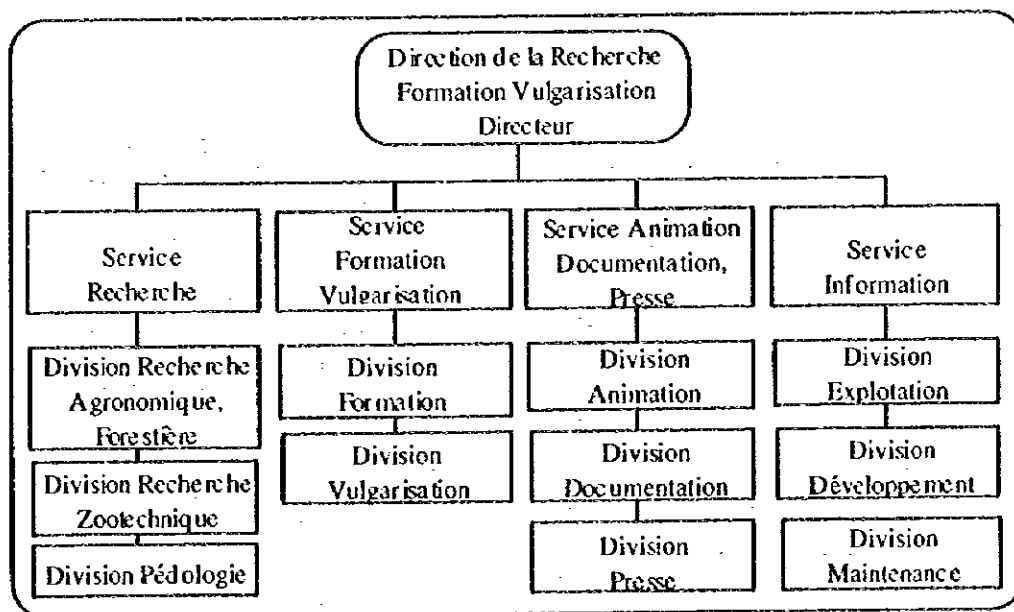 Direction de la Recherche
Formation Vulgarisation
Directeur
Service
Recherche
Service
Formation
Vulgarisation
Service Animation
Documentation,
Presse
Service
Information
Division Recherche
Agronomique,
Forestière
Division Recherche
Zootechnique
Division Pédologie
Division
Formation
Division
Vulgarisation
Division
Animation
Division
Documentation
Division
Presse
Division
Explotation
Division
Développement
Division
Maintenance